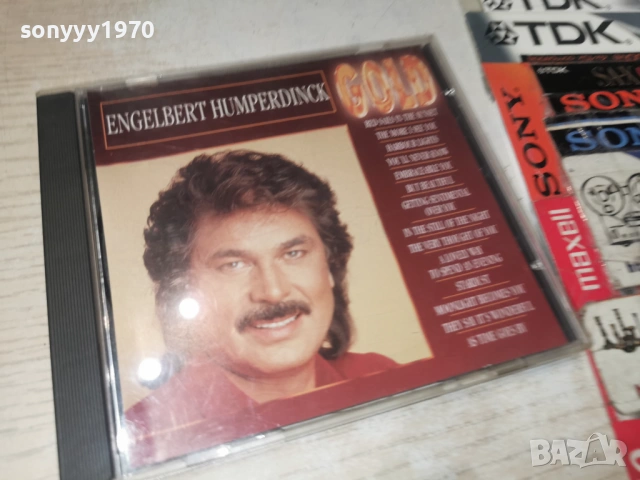 sonyyy1970
ENGELBERT HUMPERDINCK
GOLD
RED SAILS IN THE SUNSET
THE MORE I SEE YOU
HARBOUR LIGHTS
YOU'LL NEVER KNOW
EMBRACEABLE YOU
BUT BEAUTIFUL
GETTING SENTIMENTAL
OVER YOU
IN THE STILL OF THE NIGHT
THE VERY THOUGHT OF YOU
A LOVELY WAY
TO SPEND AN EVENING
STARDUST
MOONLIGHT BECOMES YOU
THEY SAY IT'S WONDERFUL
AS TIME GOES BY
TDK
TDK
SONY
SONY
SONY
maxell
BAZAR